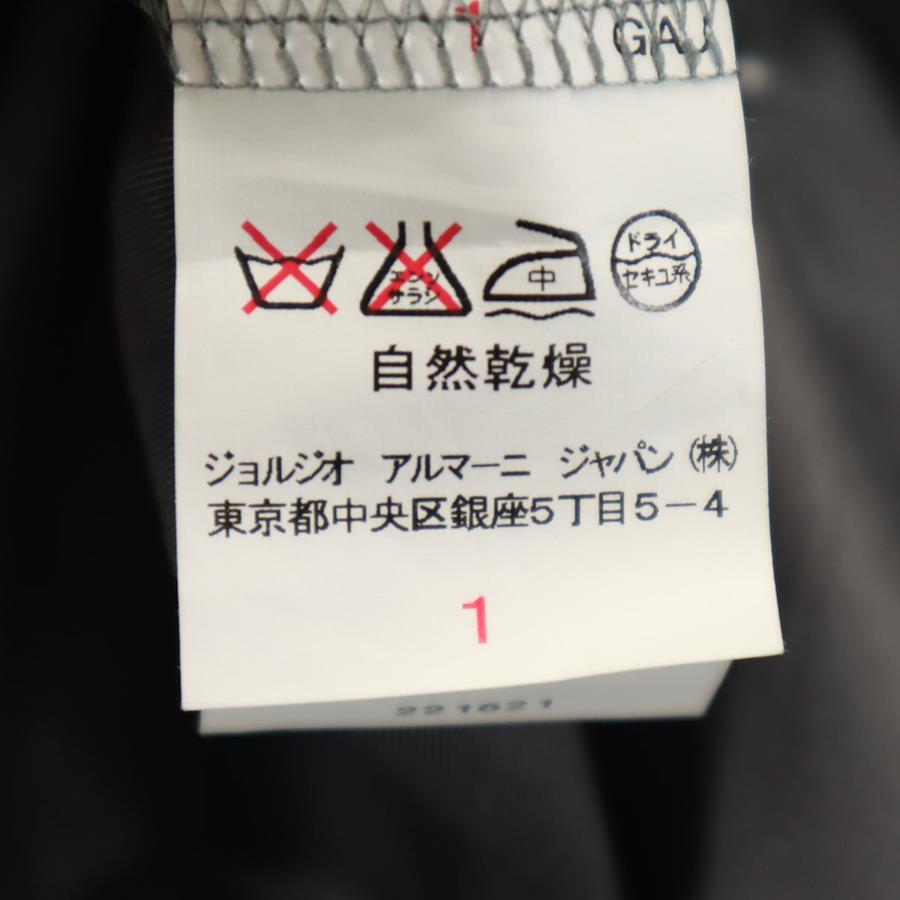 1 GAJ
エンソ
サラシ
中
ドライ
セキユ系
自然乾燥
ジョルジオ アルマーニ ジャパン(株)
東京都中央区銀座5丁目5-4
1
221621